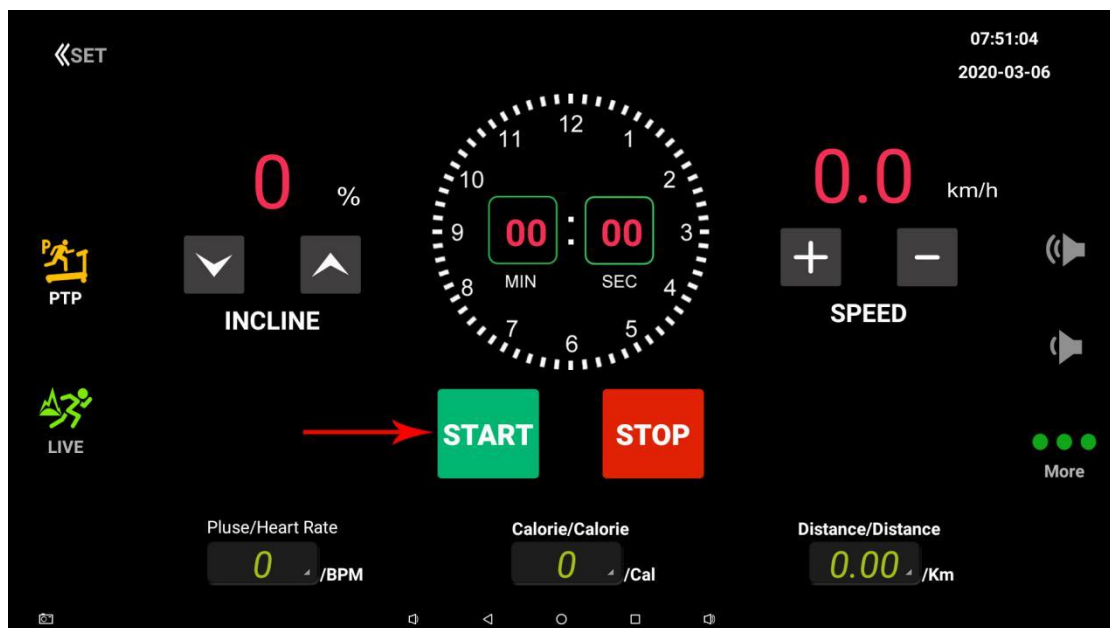 SET
07:51:04
2020-03-06
12
11
1
10
2
0 %
0.0 km/h
9
00 : 00
3
MIN
SEC
8
4
PTP
INCLINE
SPEED
7
5
6
START
STOP
LIVE
More
Pluse/Heart Rate
Calorie/Calorie
Distance/Distance
0 /BPM
0 /Cal
0.00 /Km